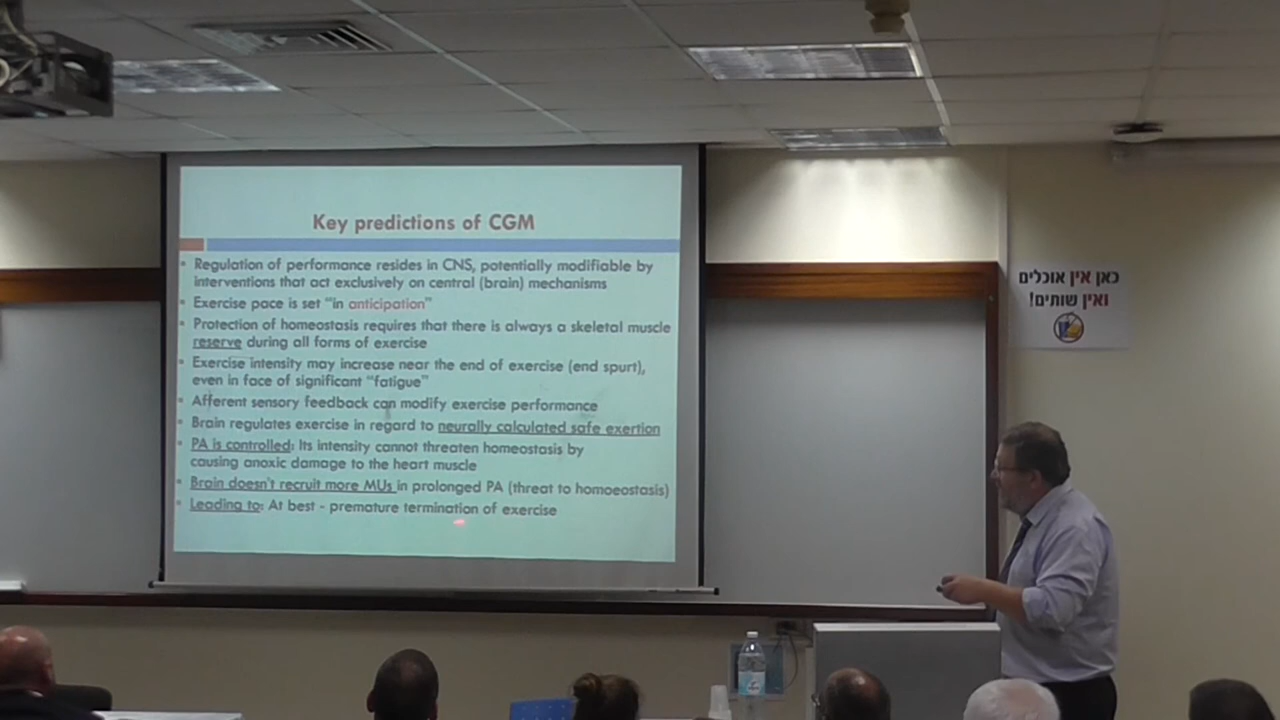 Key predictions of CGM
Regulation of performance resides in CNS, potentially modifiable by
interventions that act exclusively on central (brain) mechanisms
Exercise pace is set "in anticipation"
Protection of homeostasis requires that there is always a skeletal muscle
reserve during all forms of exercise
Exercise intensity may increase near the end of exercise (end spurt),
even in face of significant "fatigue"
Afferent sensory feedback can modify exercise performance
Brain regulates exercise in regard to neurally calculated safe exertion
PA is controlled: Its intensity cannot threaten homeostasis by
causing anoxic damage to the heart muscle
Brain doesn't recruit more MUs in prolonged PA (threat to homoeostasis)
Leading to: At best - premature termination of exercise
כאן אין אוכלים
ואין שותים!